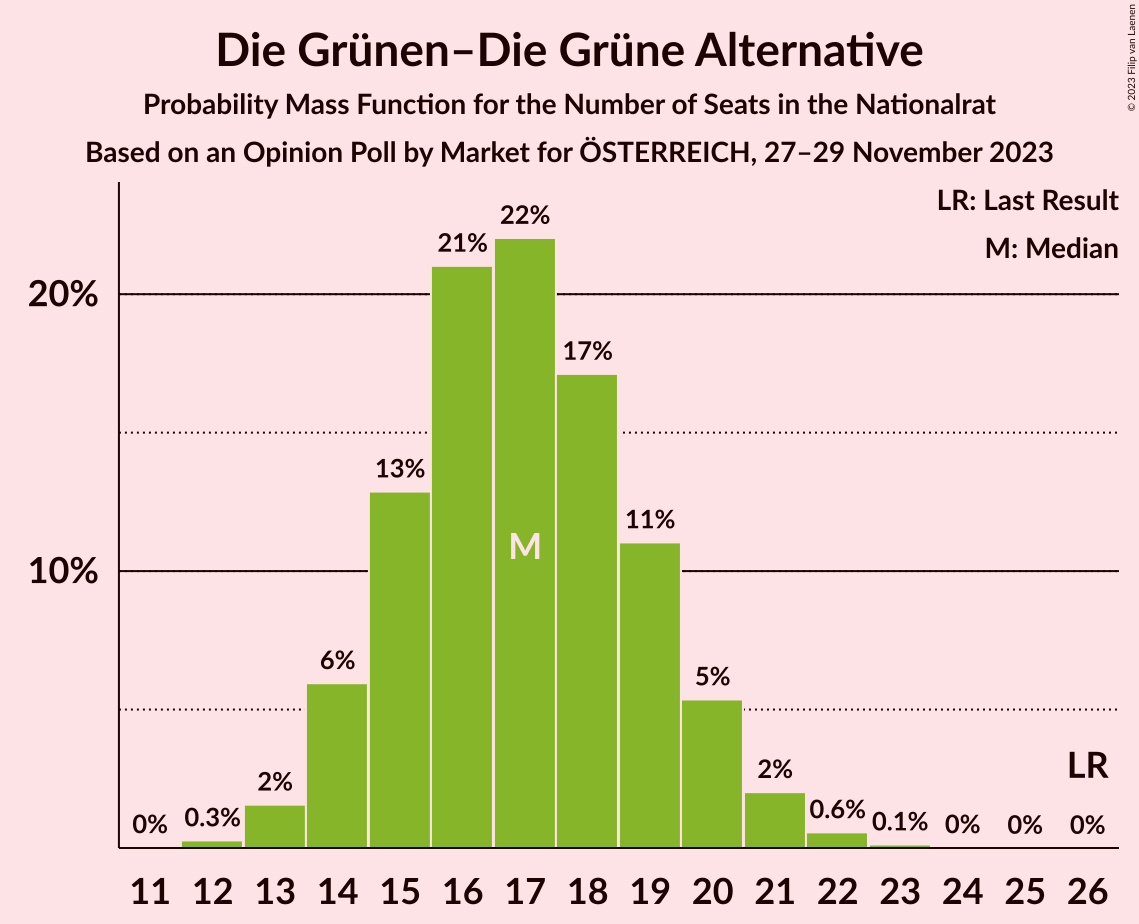 Die Grünen–Die Grüne Alternative
Probability Mass Function for the Number of Seats in the Nationalrat
Based on an Opinion Poll by Market for ÖSTERREICH, 27–29 November 2023
© 2023 Filip van Laenen
LR: Last Result
M: Median
20%
10%
0%
0.3%
2%
6%
13%
21%
22%
17%
11%
5%
2%
0.6%
0.1%
0%
0%
0%
M
LR
11 12 13 14 15 16 17 18 19 20 21 22 23 24 25 26